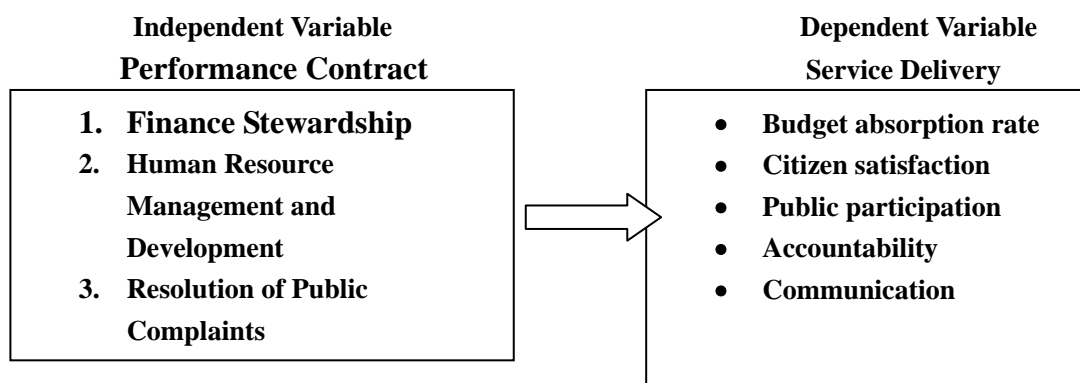 Independent Variable
Performance Contract
1. Finance Stewardship
2. Human Resource
Management and
Development
3. Resolution of Public
Complaints
Dependent Variable
Service Delivery
• Budget absorption rate
• Citizen satisfaction
• Public participation
• Accountability
• Communication